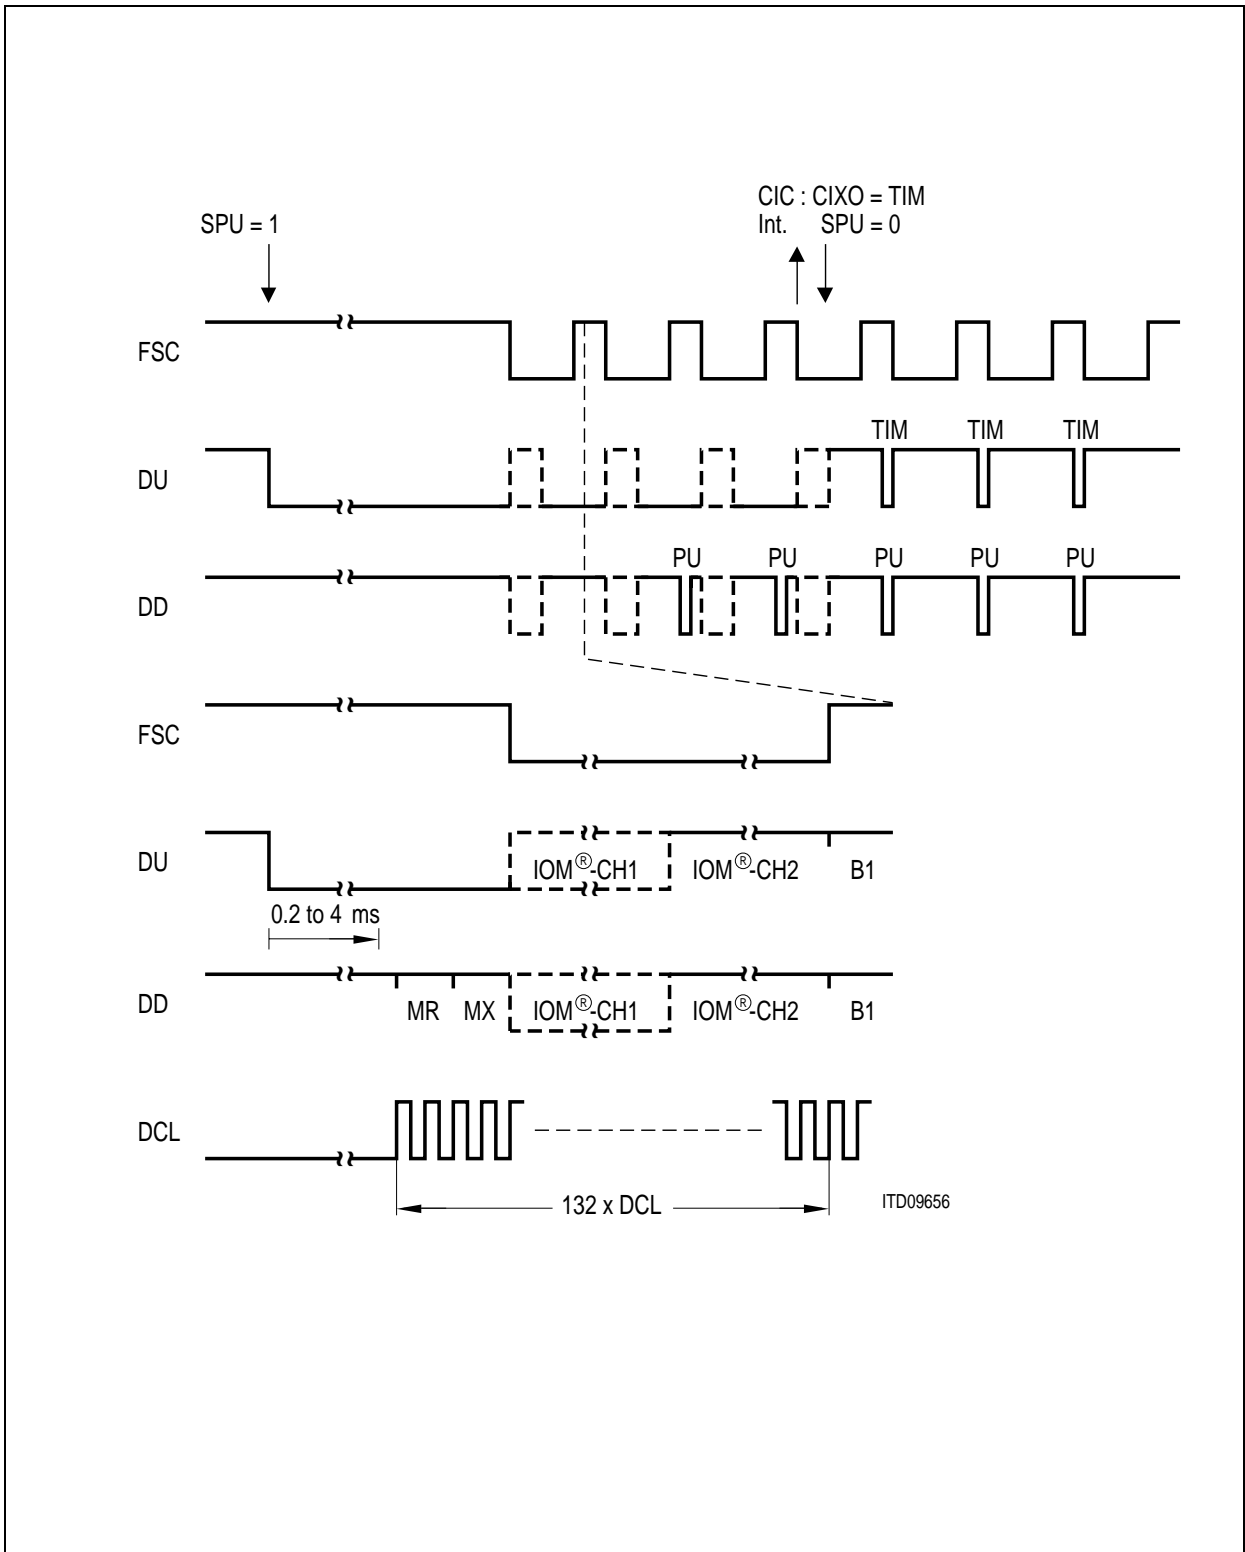 CIC : CIXO = TIM
SPU = 1
Int. SPU = 0
FSC
TIM TIM TIM
DU
PU PU PU PU PU
DD
FSC
DU
IOM®-CH1 IOM®-CH2 B1
0.2 to 4 ms
DD
MR MX IOM®-CH1 IOM®-CH2 B1
DCL
132 x DCL
ITD09656